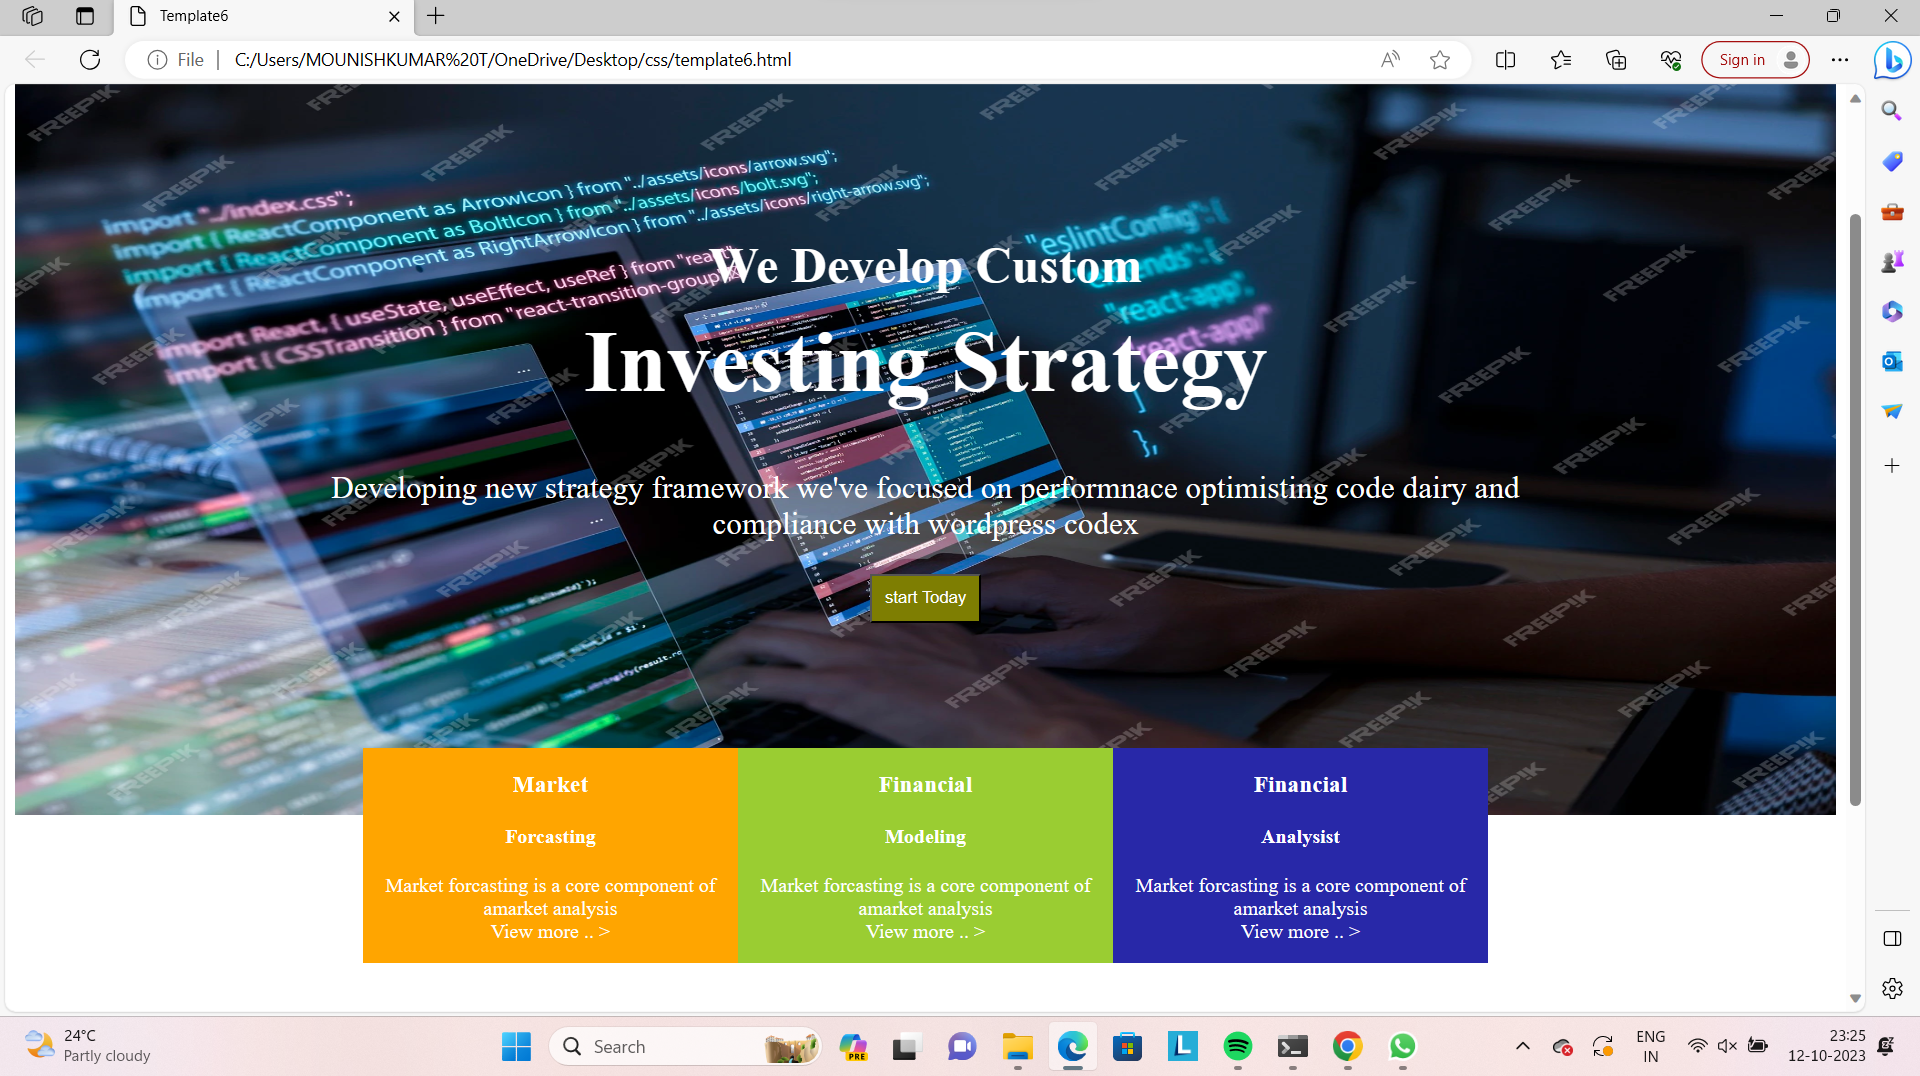 Template6
File
C:/Users/MOUNISHKUMAR%20T/OneDrive/Desktop/css/template6.html
Sign in
import "../index.css";
import { ReactComponent as ArrowIcon } from "../assets/icons/arrow.svg";
import { ReactComponent as BoltIcon } from "../assets/icons/bolt.svg";
import { ReactComponent as RightArrowIcon } from "../assets/icons/right-arrow.svg";
import React, { useState, useEffect, useRef } from "react";
import { CSSTransition } from "react-transition-group";
"eslintConfig": {
"react-app",
"react-app/"
]
},
We Develop Custom
Investing Strategy
Developing new strategy framework we've focused on performnace optimisting code dairy and
compliance with wordpress codex
start Today
Market
Forcasting
Market forcasting is a core component of
amarket analysis
View more .. >
Financial
Modeling
Market forcasting is a core component of
amarket analysis
View more .. >
Financial
Analysist
Market forcasting is a core component of
amarket analysis
View more .. >
FREEPIK
24°C
Partly cloudy
Search
PRE
ENG
IN
23:25
12-10-2023